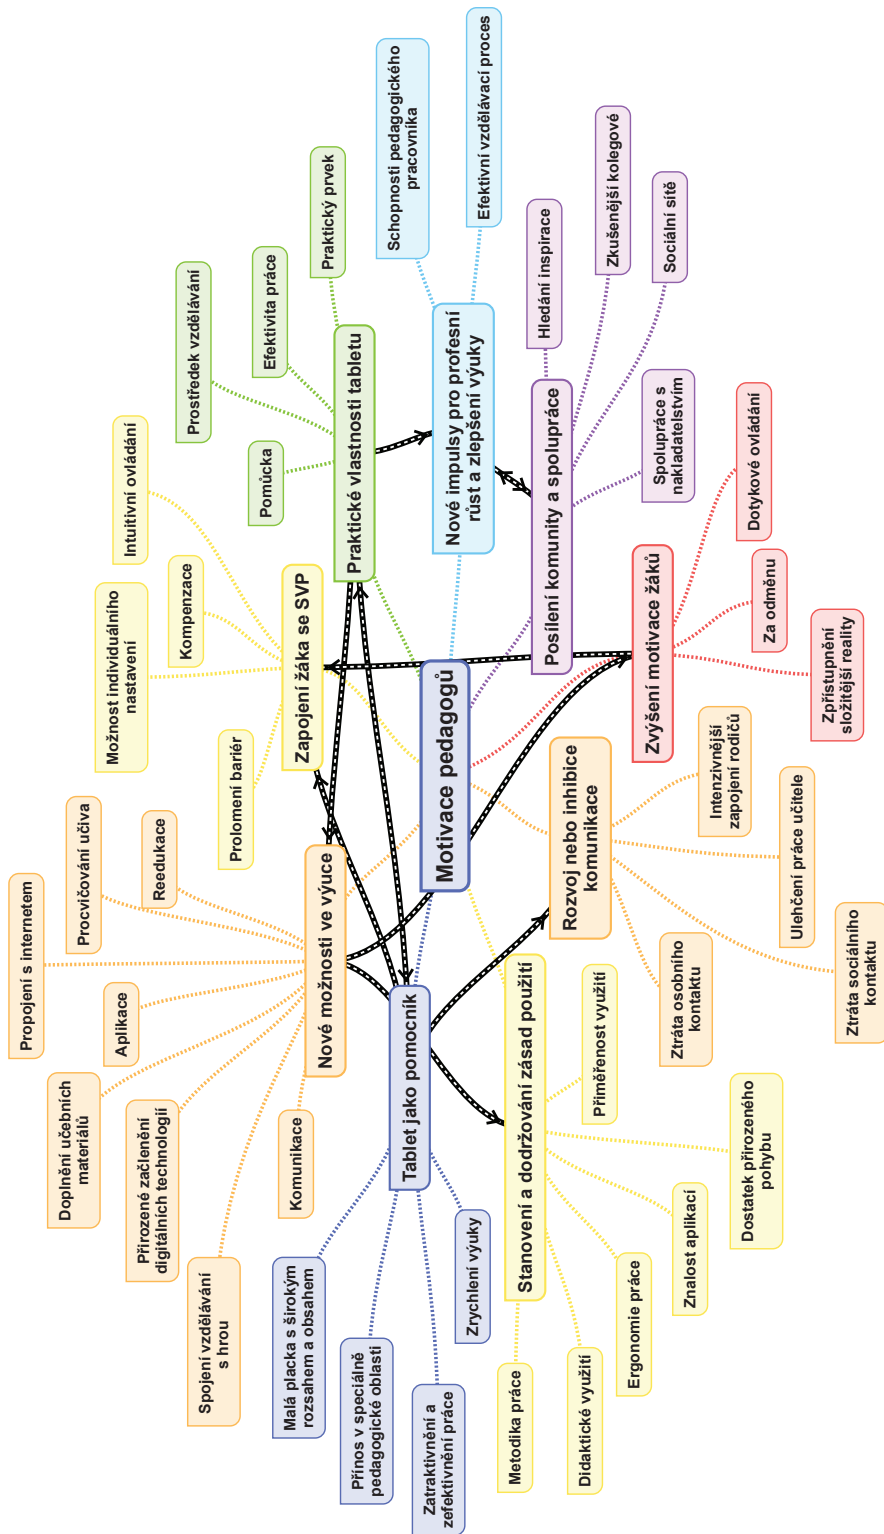 Propojení s internetem
Procvičování učiva
Reedukace
Aplikace
Doplnění učebních
materiálů
Přirozené začlenění
digitálních technologií
Spojení vzdělávání
s hrou
Komunikace
Nové možnosti ve výuce
Možnost individuálního
nastavení
Kompenzace
Intuitivní ovládání
Prolomení bariér
Zapojení žáka se SVP
Prostředek vzdělávání
Efektivita práce
Praktický prvek
Pomůcka
Praktické vlastnosti tabletu
Schopnosti pedagogického
pracovníka
Efektivní vzdělávací proces
Nové impulsy pro profesní
růst a zlepšení výuky
Hledání inspirace
Zkušenější kolegové
Sociální sítě
Spolupráce s
nakladatelstvím
Posílení komunity a spolupráce
Motivace pedagogů
Tablet jako pomocník
Malá placka s širokým
rozsahem a obsahem
Přínos v speciálně
pedagogické oblasti
Zatraktivnění a
zefektivnění práce
Zrychlení výuky
Zvýšení motivace žáků
Dotykové ovládání
Za odměnu
Zpřístupnění
složitější reality
Rozvoj nebo inhibice
komunikace
Intenzivnější
zapojení rodičů
Ulehčení práce učitele
Ztráta sociálního
kontaktu
Ztráta osobního
kontaktu
Stanovení a dodržování zásad použití
Přiměřenost využití
Dostatek přirozeného
pohybu
Znalost aplikací
Ergonomie práce
Didaktické využití
Metodika práce